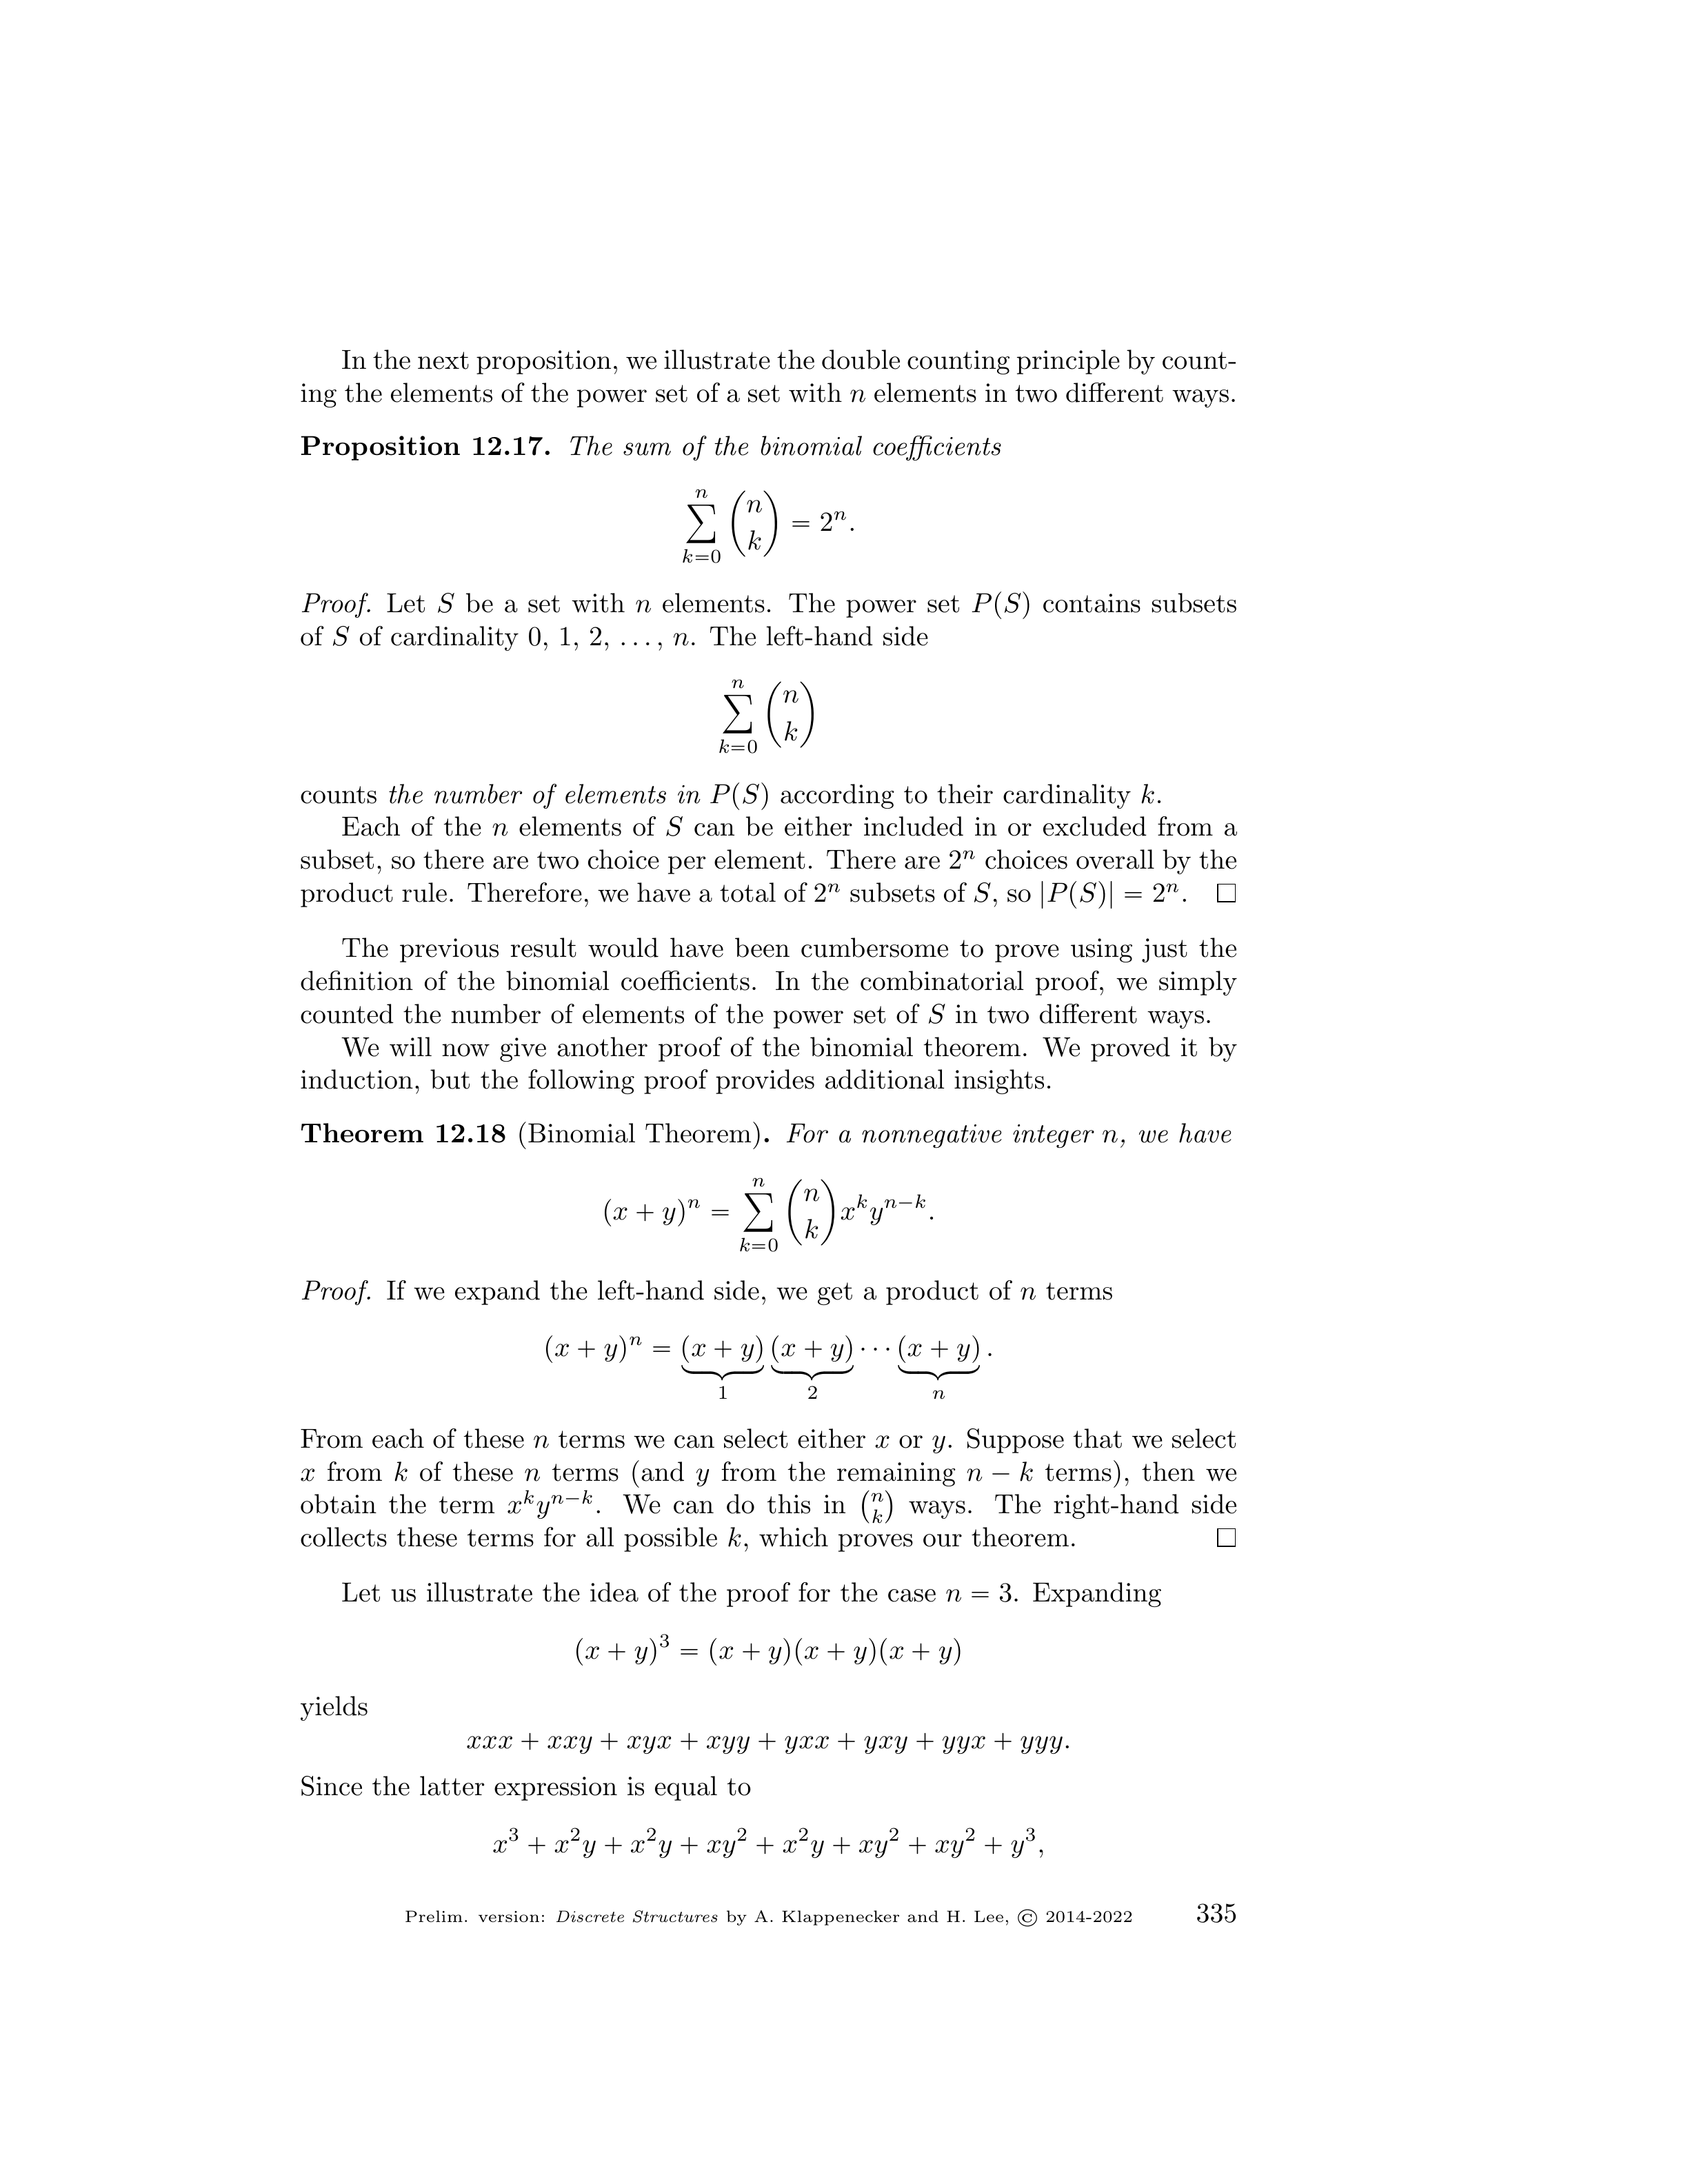 In the next proposition, we illustrate the double counting principle by count-
ing the elements of the power set of a set with n elements in two different ways.
Proposition 12.17. The sum of the binomial coefficients
\sum_{k=0}^{n} \binom{n}{k} = 2^n.
Proof. Let S be a set with n elements. The power set P(S) contains subsets
of S of cardinality 0, 1, 2, ..., n. The left-hand side
\sum_{k=0}^{n} \binom{n}{k}
counts the number of elements in P(S) according to their cardinality k.
Each of the n elements of S can be either included in or excluded from a
subset, so there are two choice per element. There are 2^n choices overall by the
product rule. Therefore, we have a total of 2^n subsets of S, so |P(S)| = 2^n. □
The previous result would have been cumbersome to prove using just the
definition of the binomial coefficients. In the combinatorial proof, we simply
counted the number of elements of the power set of S in two different ways.
We will now give another proof of the binomial theorem. We proved it by
induction, but the following proof provides additional insights.
Theorem 12.18 (Binomial Theorem). For a nonnegative integer n, we have
(x + y)^n = \sum_{k=0}^{n} \binom{n}{k} x^k y^{n-k}.
Proof. If we expand the left-hand side, we get a product of n terms
(x + y)^n = \underbrace{(x + y)}_{1} \underbrace{(x + y)}_{2} \cdots \underbrace{(x + y)}_{n}.
From each of these n terms we can select either x or y. Suppose that we select
x from k of these n terms (and y from the remaining n − k terms), then we
obtain the term x^k y^{n-k}. We can do this in \binom{n}{k} ways. The right-hand side
collects these terms for all possible k, which proves our theorem. □
Let us illustrate the idea of the proof for the case n = 3. Expanding
(x + y)^3 = (x + y)(x + y)(x + y)
yields
xxx + xxy + xyx + xyy + yxx + yxy + yyx + yyy.
Since the latter expression is equal to
x^3 + x^2y + x^2y + xy^2 + x^2y + xy^2 + xy^2 + y^3,
Prelim. version: Discrete Structures by A. Klappenecker and H. Lee, © 2014-2022 335